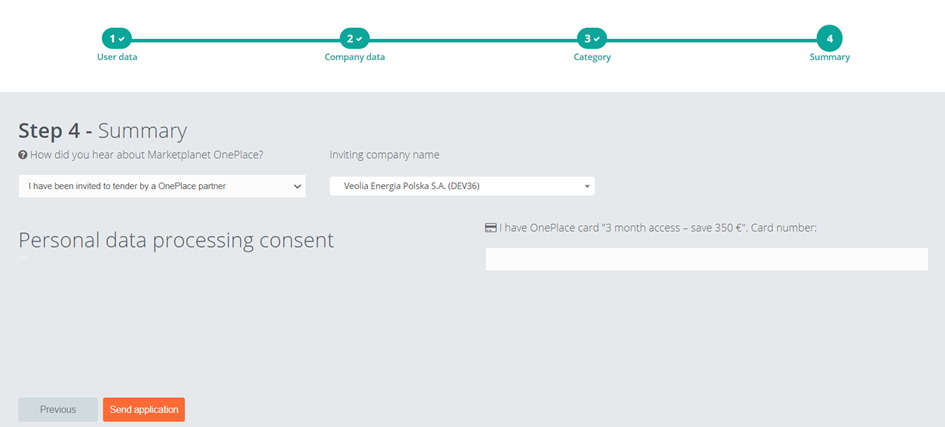 1 2 3 4
User data Company data Category Summary
Step 4 - Summary
How did you hear about Marketplanet OnePlace? Inviting company name
I have been invited to tender by a OnePlace partner Veolia Energia Polska S.A. (DEV36)
I have OnePlace card "3 month access – save 350 €". Card number:
Personal data processing consent
Previous Send application